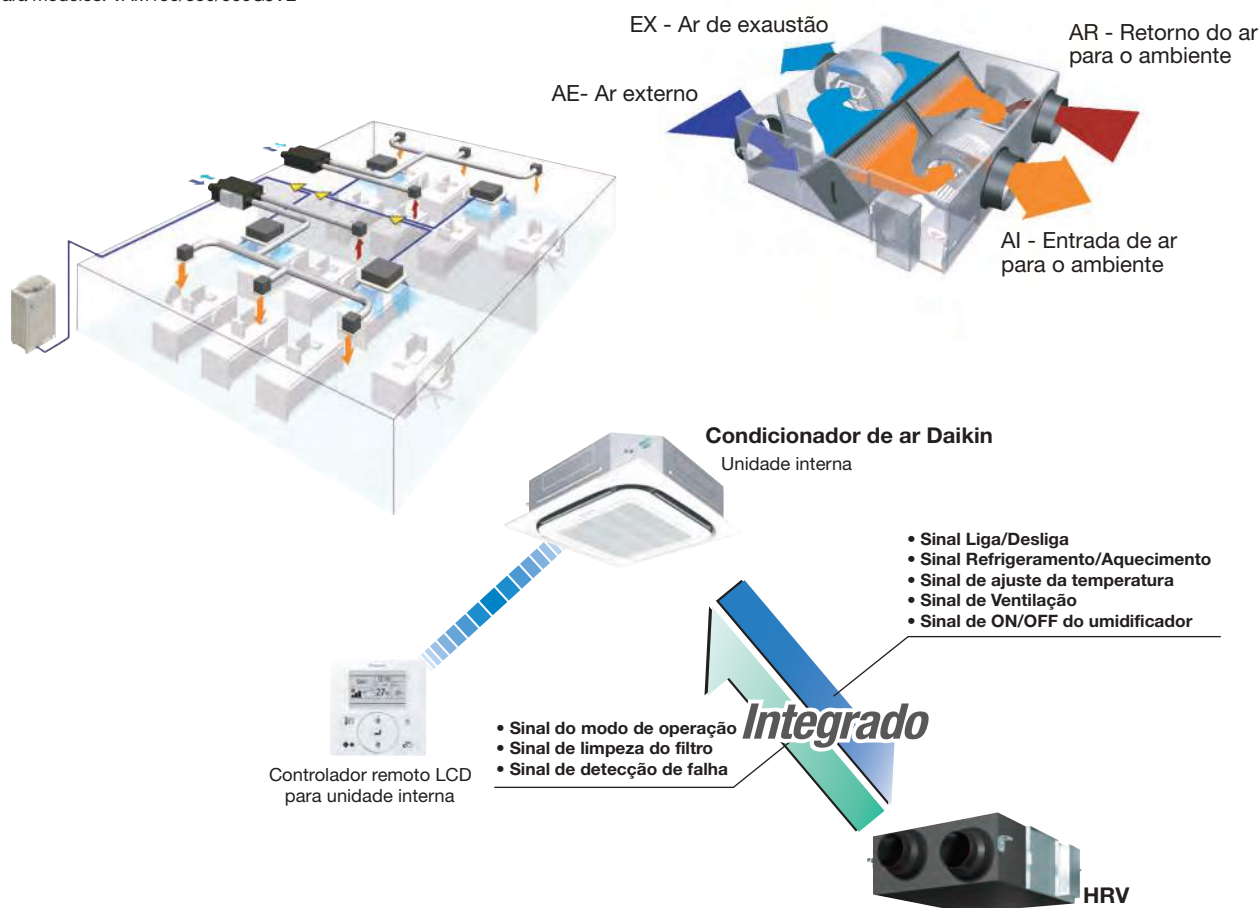 EX - Ar de exaustão
AR - Retorno do ar
para o ambiente
AE- Ar externo
AI - Entrada de ar
para o ambiente
Condicionador de ar Daikin
Unidade interna
• Sinal Liga/Desliga
• Sinal Refrigeramento/Aquecimento
• Sinal de ajuste da temperatura
• Sinal de Ventilação
• Sinal de ON/OFF do umidificador
Integrado
• Sinal do modo de operação
• Sinal de limpeza do filtro
• Sinal de detecção de falha
Controlador remoto LCD
para unidade interna
HRV